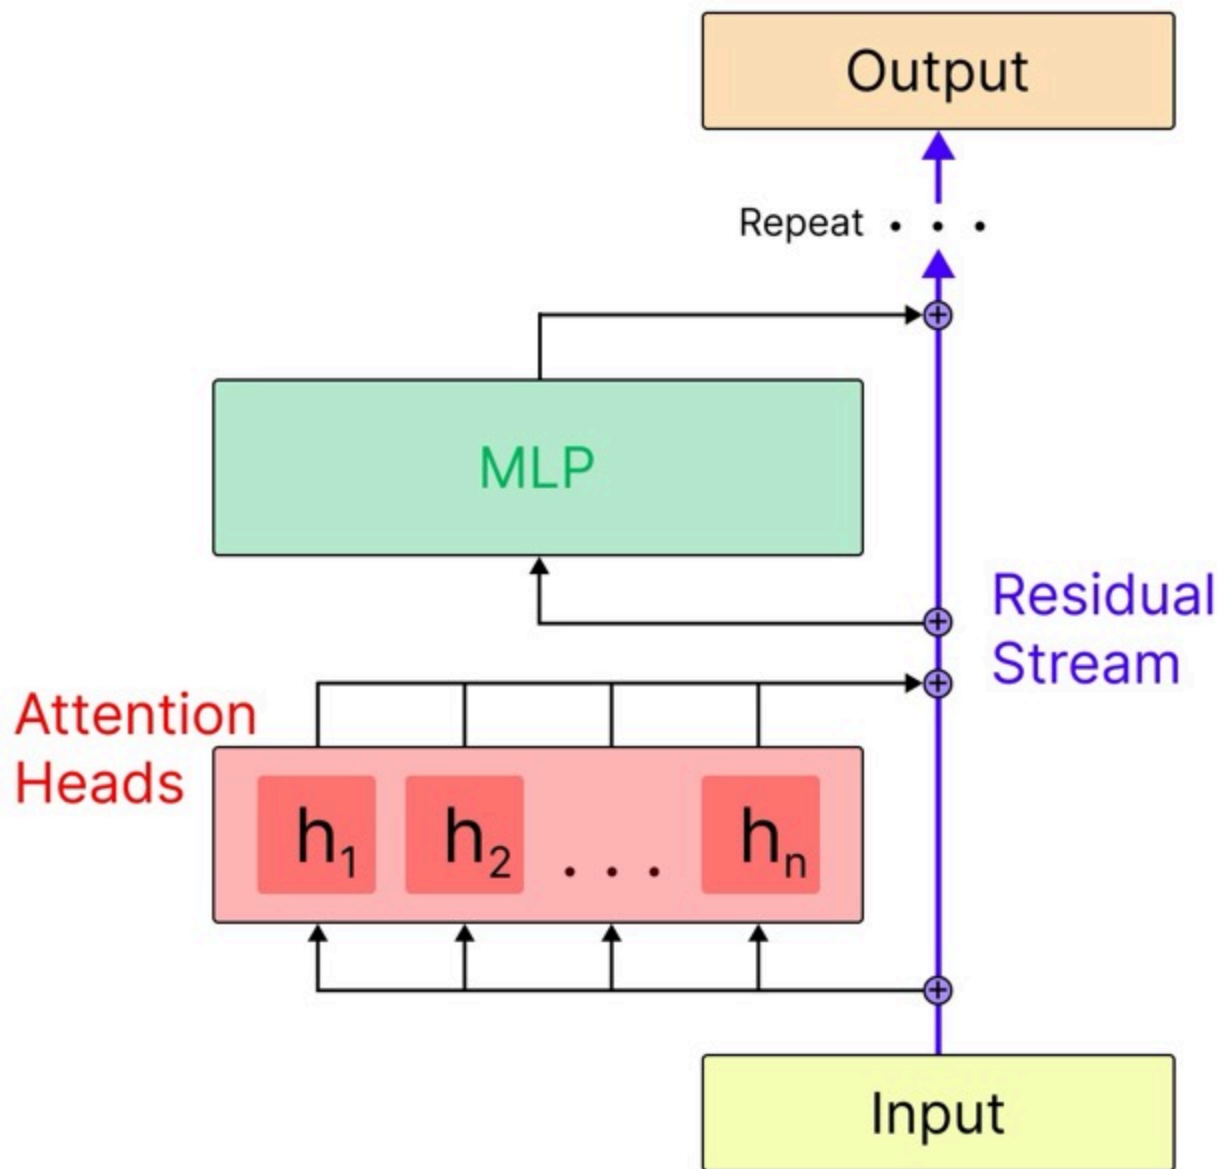 Output
Repeat . . .
MLP
Residual
Stream
Attention
Heads
h₁ h₂ . . . hₙ
Input